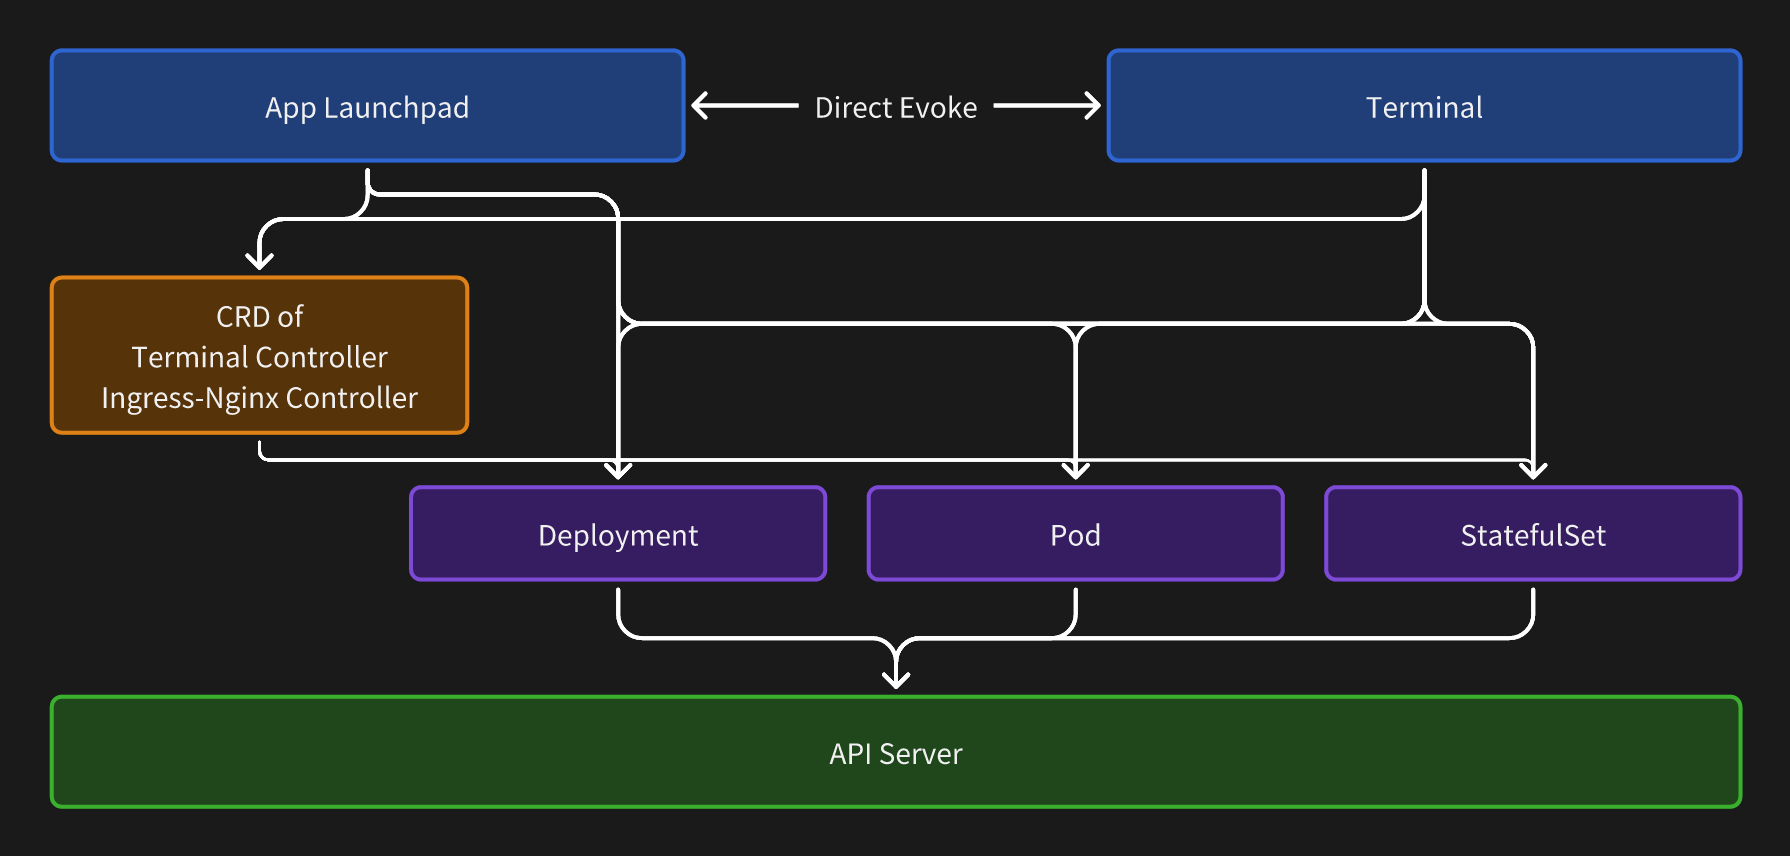 App Launchpad
Direct Evoke
Terminal
CRD of
Terminal Controller
Ingress-Nginx Controller
Deployment
Pod
StatefulSet
API Server